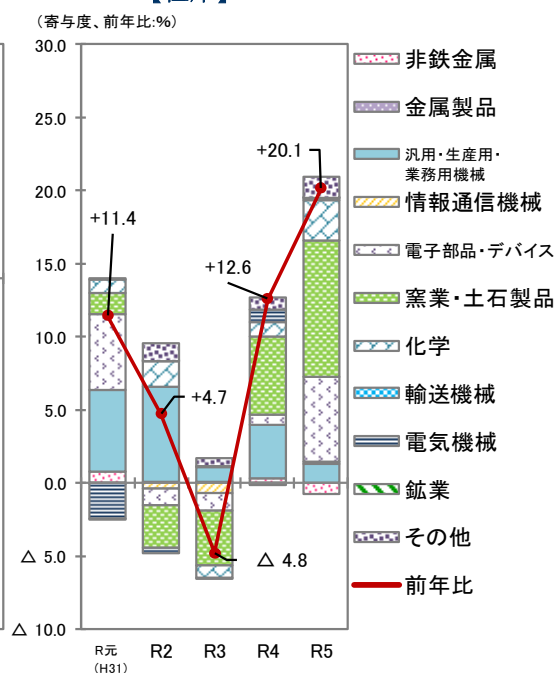 (寄与度、前年比:%)
30.0
25.0
20.0
15.0
10.0
5.0
0.0
△ 5.0
△ 10.0
+11.4
+4.7
△ 4.8
+12.6
+20.1
R元
(H31)
R2
R3
R4
R5
非鉄金属
金属製品
汎用・生産用・
業務用機械
情報通信機械
電子部品・デバイス
窯業・土石製品
化学
輸送機械
電気機械
鉱業
その他
前年比